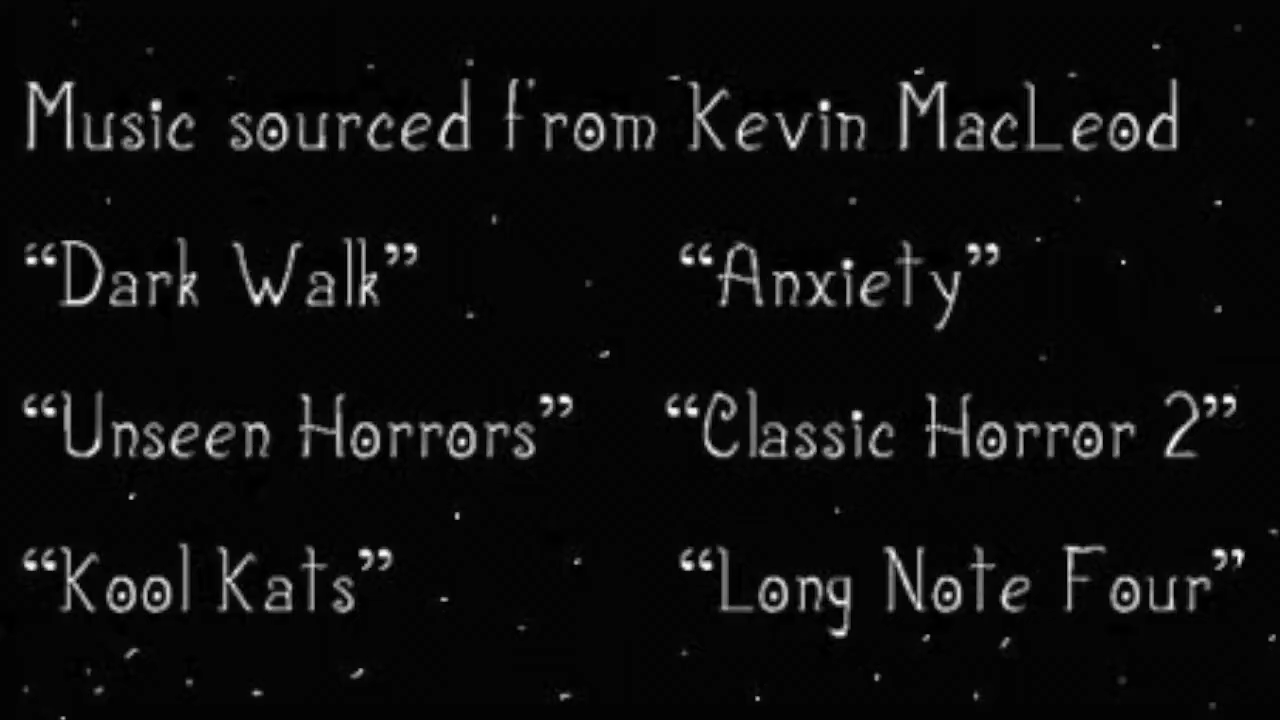 Music sourced from Kevin MacLeod
“Dark Walk” “Anxiety”
“Unseen Horrors” “Classic Horror 2”
“Kool Kats” “Long Note Four”